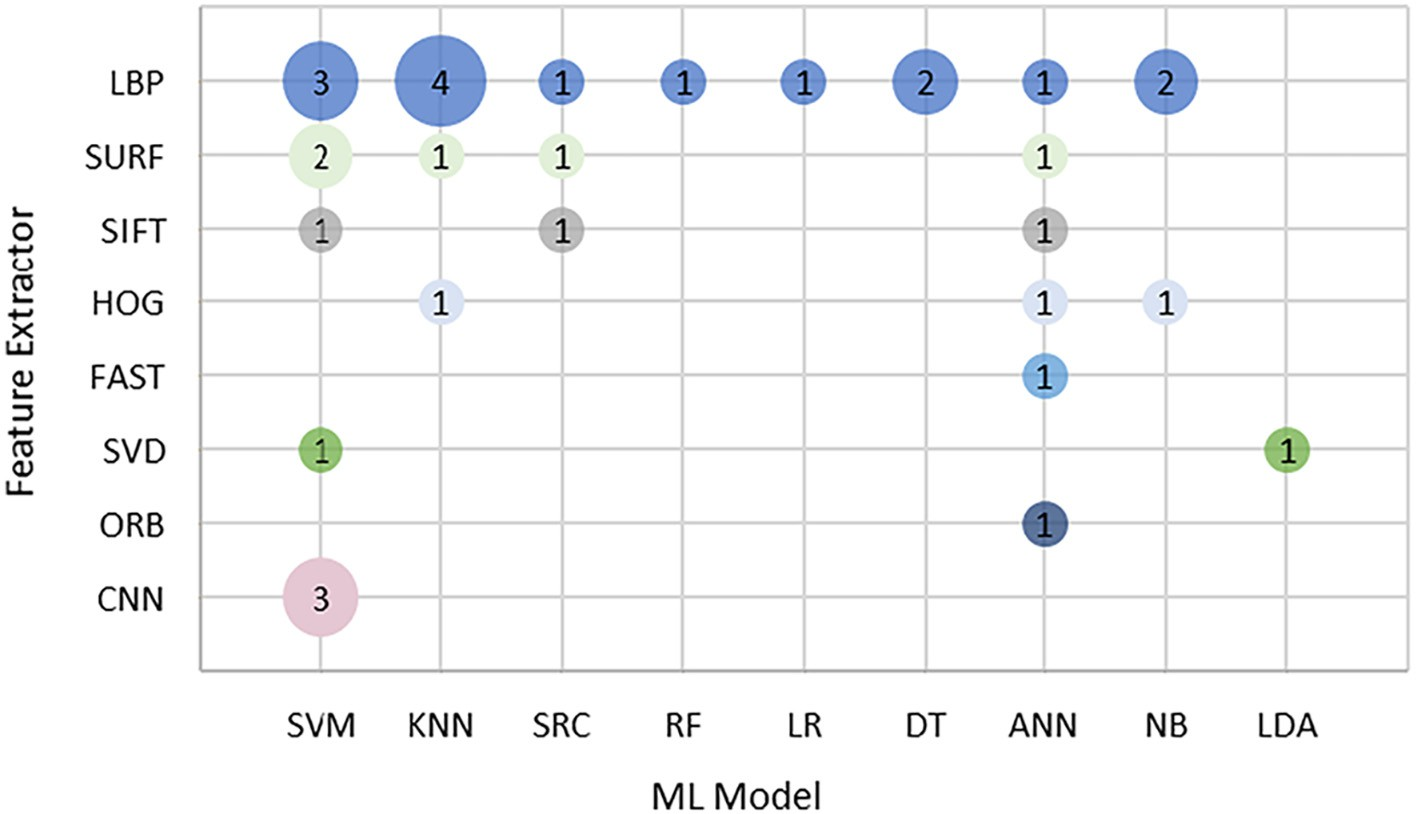 LBP 3 4 1 1 1 2 1 2
SURF 2 1 1 1
SIFT 1 1 1
HOG 1 1 1
FAST 1
SVD 1 1
ORB 1
CNN 3
Feature Extractor
SVM KNN SRC RF LR DT ANN NB LDA
ML Model